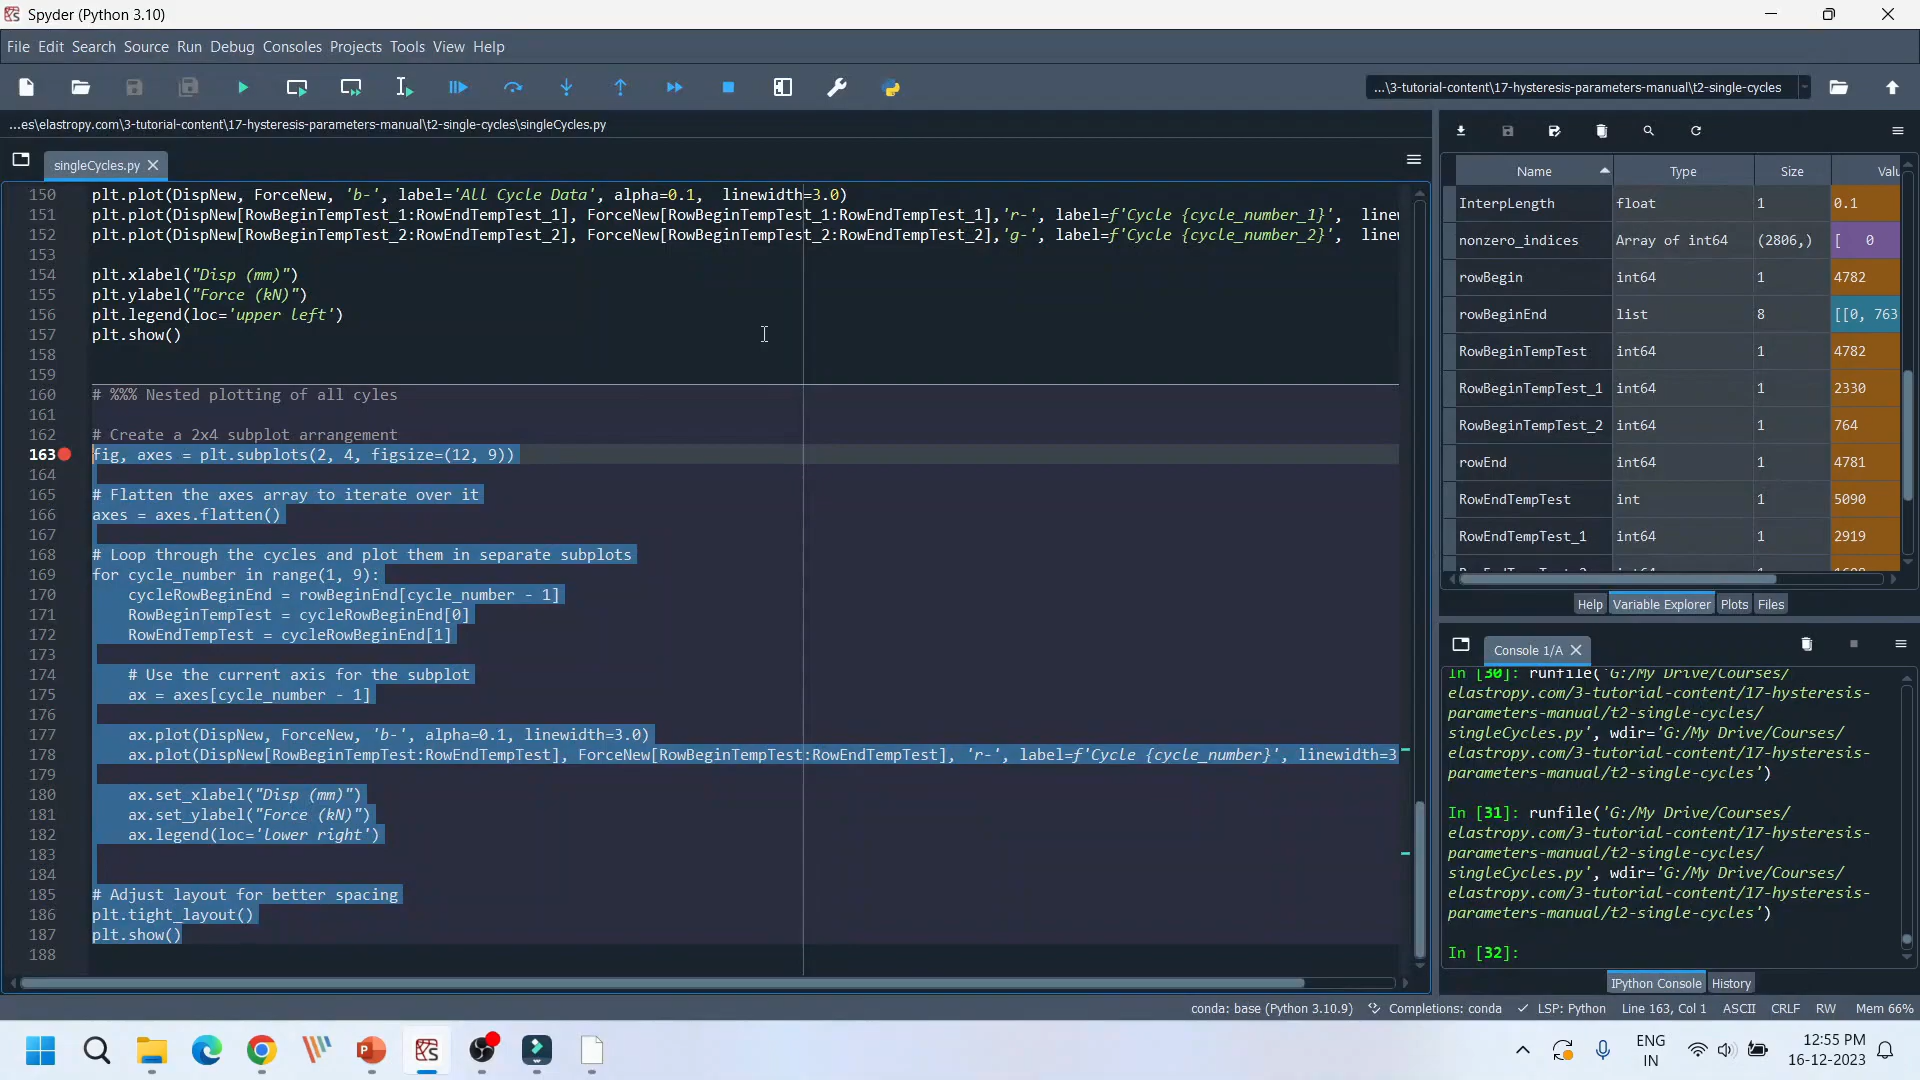 Spyder (Python 3.10)
File Edit Search Source Run Debug Consoles Projects Tools View Help
...\3-tutorial-content\17-hysteresis-parameters-manual\t2-single-cycles
...es\elastropy.com\3-tutorial-content\17-hysteresis-parameters-manual\t2-single-cycles\singleCycles.py
singleCycles.py
150 plt.plot(DispNew, ForceNew, 'b-', label='All Cycle Data', alpha=0.1,  linewidth=3.0)
151 plt.plot(DispNew[RowBeginTempTest_1:RowEndTempTest_1], ForceNew[RowBeginTempTest_1:RowEndTempTest_1],'r-', label=f'Cycle {cycle_number_1}',  linew
152 plt.plot(DispNew[RowBeginTempTest_2:RowEndTempTest_2], ForceNew[RowBeginTempTest_2:RowEndTempTest_2],'g-', label=f'Cycle {cycle_number_2}',  linew
153
154 plt.xlabel("Disp (mm)")
155 plt.ylabel("Force (kN)")
156 plt.legend(loc='upper left')
157 plt.show()
158
159
160 # %%% Nested plotting of all cyles
161
162 # Create a 2x4 subplot arrangement
163 fig, axes = plt.subplots(2, 4, figsize=(12, 9))
164
165 # Flatten the axes array to iterate over it
166 axes = axes.flatten()
167
168 # Loop through the cycles and plot them in separate subplots
169 for cycle_number in range(1, 9):
170     cycleRowBeginEnd = rowBeginEnd[cycle_number - 1]
171     RowBeginTempTest = cycleRowBeginEnd[0]
172     RowEndTempTest = cycleRowBeginEnd[1]
173
174     # Use the current axis for the subplot
175     ax = axes[cycle_number - 1]
176
177     ax.plot(DispNew, ForceNew, 'b-', alpha=0.1, linewidth=3.0)
178     ax.plot(DispNew[RowBeginTempTest:RowEndTempTest], ForceNew[RowBeginTempTest:RowEndTempTest], 'r-', label=f'Cycle {cycle_number}', linewidth=3
179
180     ax.set_xlabel("Disp (mm)")
181     ax.set_ylabel("Force (kN)")
182     ax.legend(loc='lower right')
183
184
185 # Adjust layout for better spacing
186 plt.tight_layout()
187 plt.show()
188
Name Type Size Valu
InterpLength float 1 0.1
nonzero_indices Array of int64 (2806,) [ 0
rowBegin int64 1 4782
rowBeginEnd list 8 [[0, 763
RowBeginTempTest int64 1 4782
RowBeginTempTest_1 int64 1 2330
RowBeginTempTest_2 int64 1 764
rowEnd int64 1 4781
RowEndTempTest int 1 5090
RowEndTempTest_1 int64 1 2919
Help Variable Explorer Plots Files
Console 1/A
In [30]: runfile('G:/My Drive/Courses/
elastropy.com/3-tutorial-content/17-hysteresis-
parameters-manual/t2-single-cycles/
singleCycles.py', wdir='G:/My Drive/Courses/
elastropy.com/3-tutorial-content/17-hysteresis-
parameters-manual/t2-single-cycles')
In [31]: runfile('G:/My Drive/Courses/
elastropy.com/3-tutorial-content/17-hysteresis-
parameters-manual/t2-single-cycles/
singleCycles.py', wdir='G:/My Drive/Courses/
elastropy.com/3-tutorial-content/17-hysteresis-
parameters-manual/t2-single-cycles')
In [32]:
IPython Console History
conda: base (Python 3.10.9) Completions: conda LSP: Python Line 163, Col 1 ASCII CRLF RW Mem 66%
ENG
IN
12:55 PM
16-12-2023